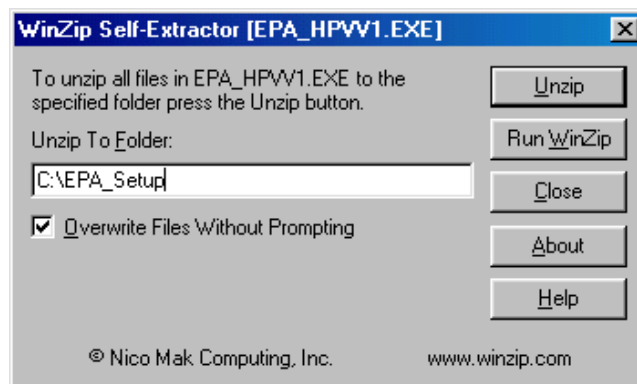 WinZip Self-Extractor [EPA_HPVV1.EXE]
To unzip all files in EPA_HPVV1.EXE to the
specified folder press the Unzip button.
Unzip To Folder:
C:\EPA_Setup
Overwrite Files Without Prompting
Unzip
Run WinZip
Close
About
Help
© Nico Mak Computing, Inc.
www.winzip.com